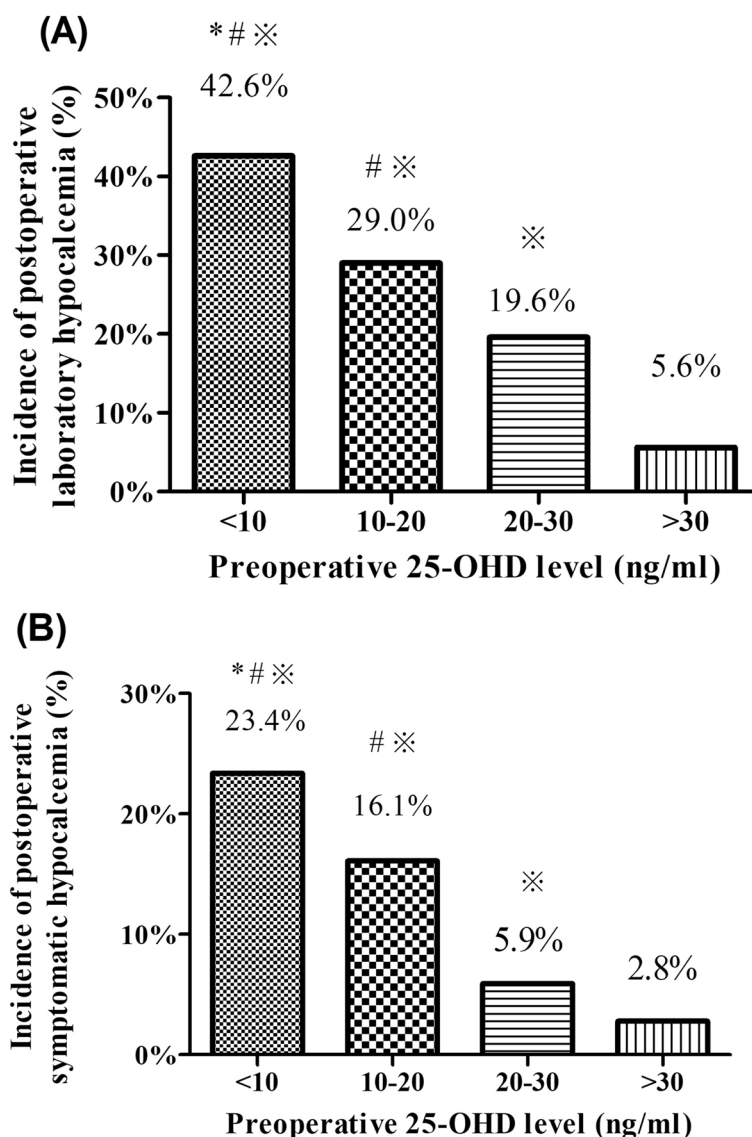 (A)
*#※
42.6%
#※
29.0%
※
19.6%
5.6%
Incidence of postoperative
laboratory hypocalcemia (%)
50%
40%
30%
20%
10%
0%
<10 10-20 20-30 >30
Preoperative 25-OHD level (ng/ml)
(B)
*#※
23.4%
#※
16.1%
※
5.9%
2.8%
Incidence of postoperative
symptomatic hypocalcemia (%)
30%
20%
10%
0%
<10 10-20 20-30 >30
Preoperative 25-OHD level (ng/ml)